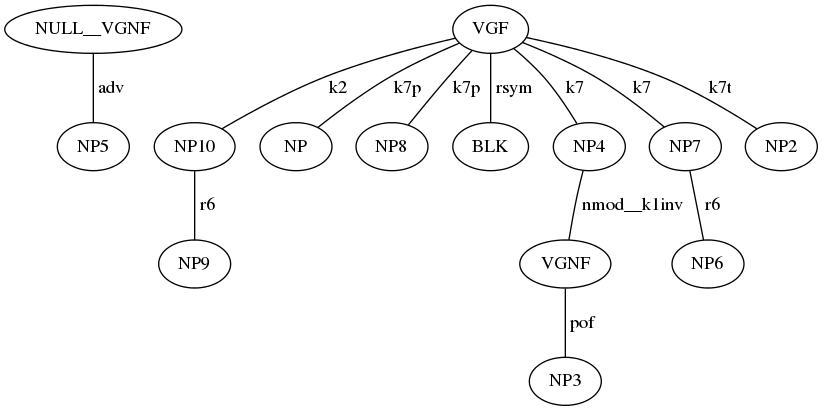 NULL__VGNF VGF
adv k2 k7p k7p rsym k7 k7 k7t
NP5 NP10 NP NP8 BLK NP4 NP7 NP2
r6 nmod__k1inv r6
NP9 VGNF NP6
pof
NP3